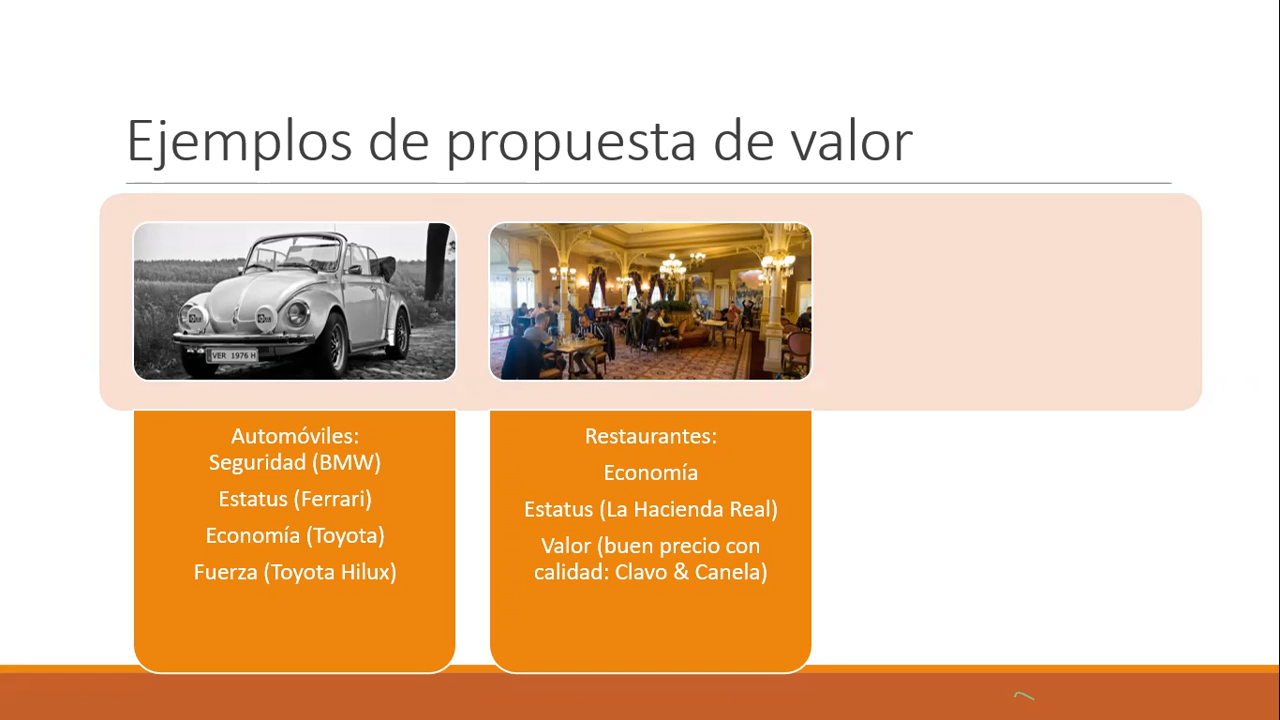 Ejemplos de propuesta de valor
VER 1976 H
Automóviles:
Seguridad (BMW)
Estatus (Ferrari)
Economía (Toyota)
Fuerza (Toyota Hilux)
Restaurantes:
Economía
Estatus (La Hacienda Real)
Valor (buen precio con
calidad: Clavo & Canela)